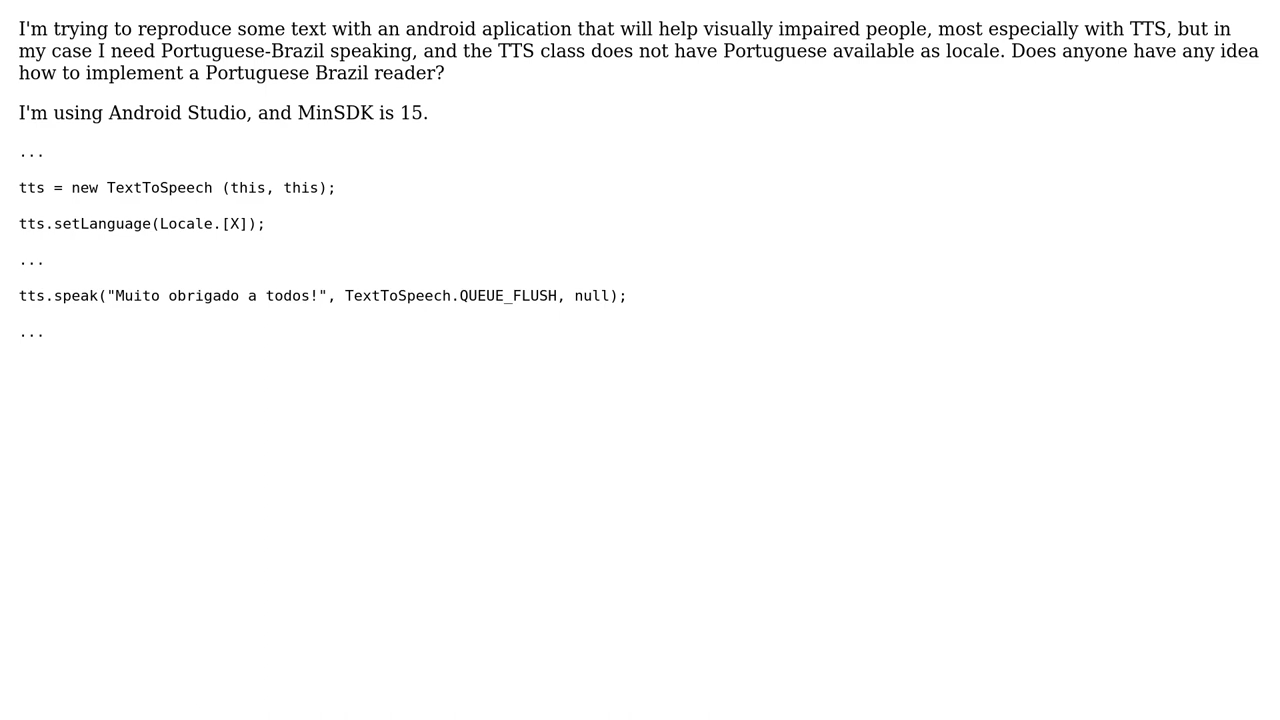 I'm trying to reproduce some text with an android aplication that will help visually impaired people, most especially with TTS, but in
my case I need Portuguese-Brazil speaking, and the TTS class does not have Portuguese available as locale. Does anyone have any idea
how to implement a Portuguese Brazil reader?
I'm using Android Studio, and MinSDK is 15.
...
tts = new TextToSpeech (this, this);
tts.setLanguage(Locale.[X]);
...
tts.speak("Muito obrigado a todos!", TextToSpeech.QUEUE_FLUSH, null);
...